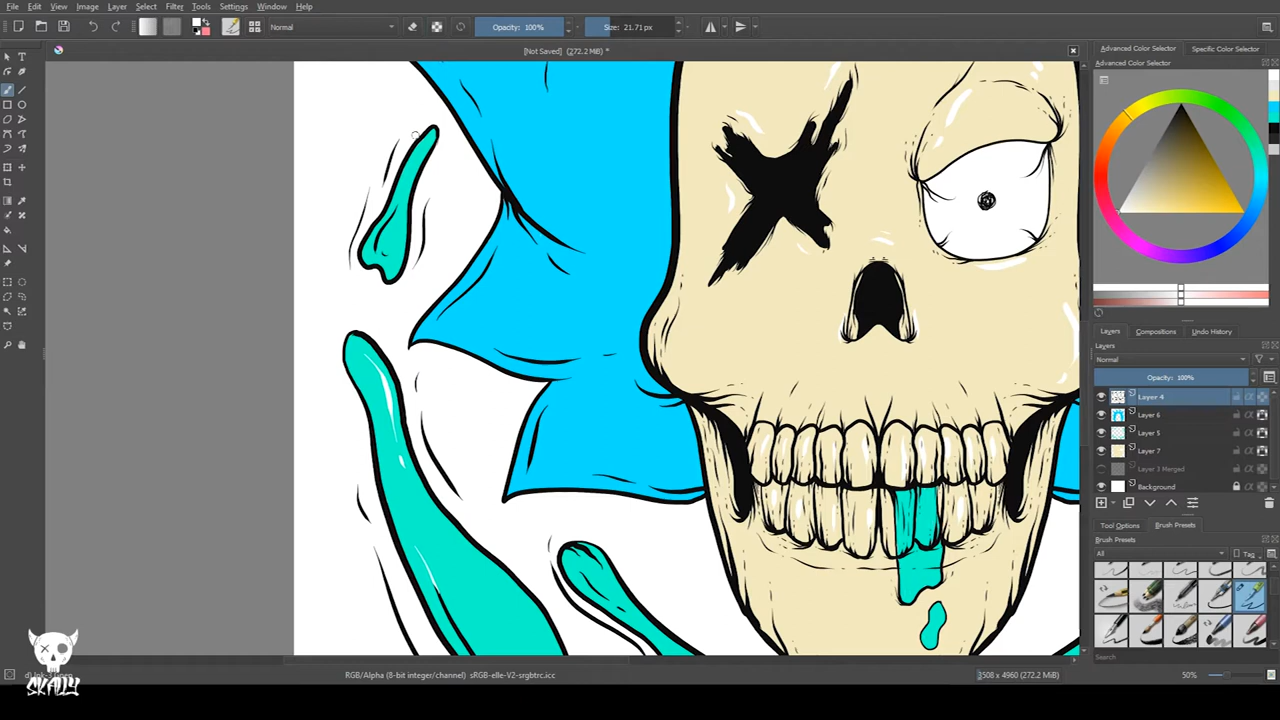 File Edit View Image Layer Select Filter Tools Settings Window Help
Normal Opacity: 100% Size: 21.71 px
[Not Saved] (272.2 MiB) *
Advanced Color Selector Specific Color Selector
Advanced Color Selector
Layers Compositions Undo History
Layers
Normal
Opacity: 100%
Layer 4
Layer 6
Layer 5
Layer 7
Layer 3 Merged
Background
Tool Options Brush Presets
Brush Presets
All Tag
Search
RGB/Alpha (8-bit integer/channel) sRGB-elle-V2-srgbtrc.icc
3508 x 4960 (272.2 MiB)
50%
SKALLY